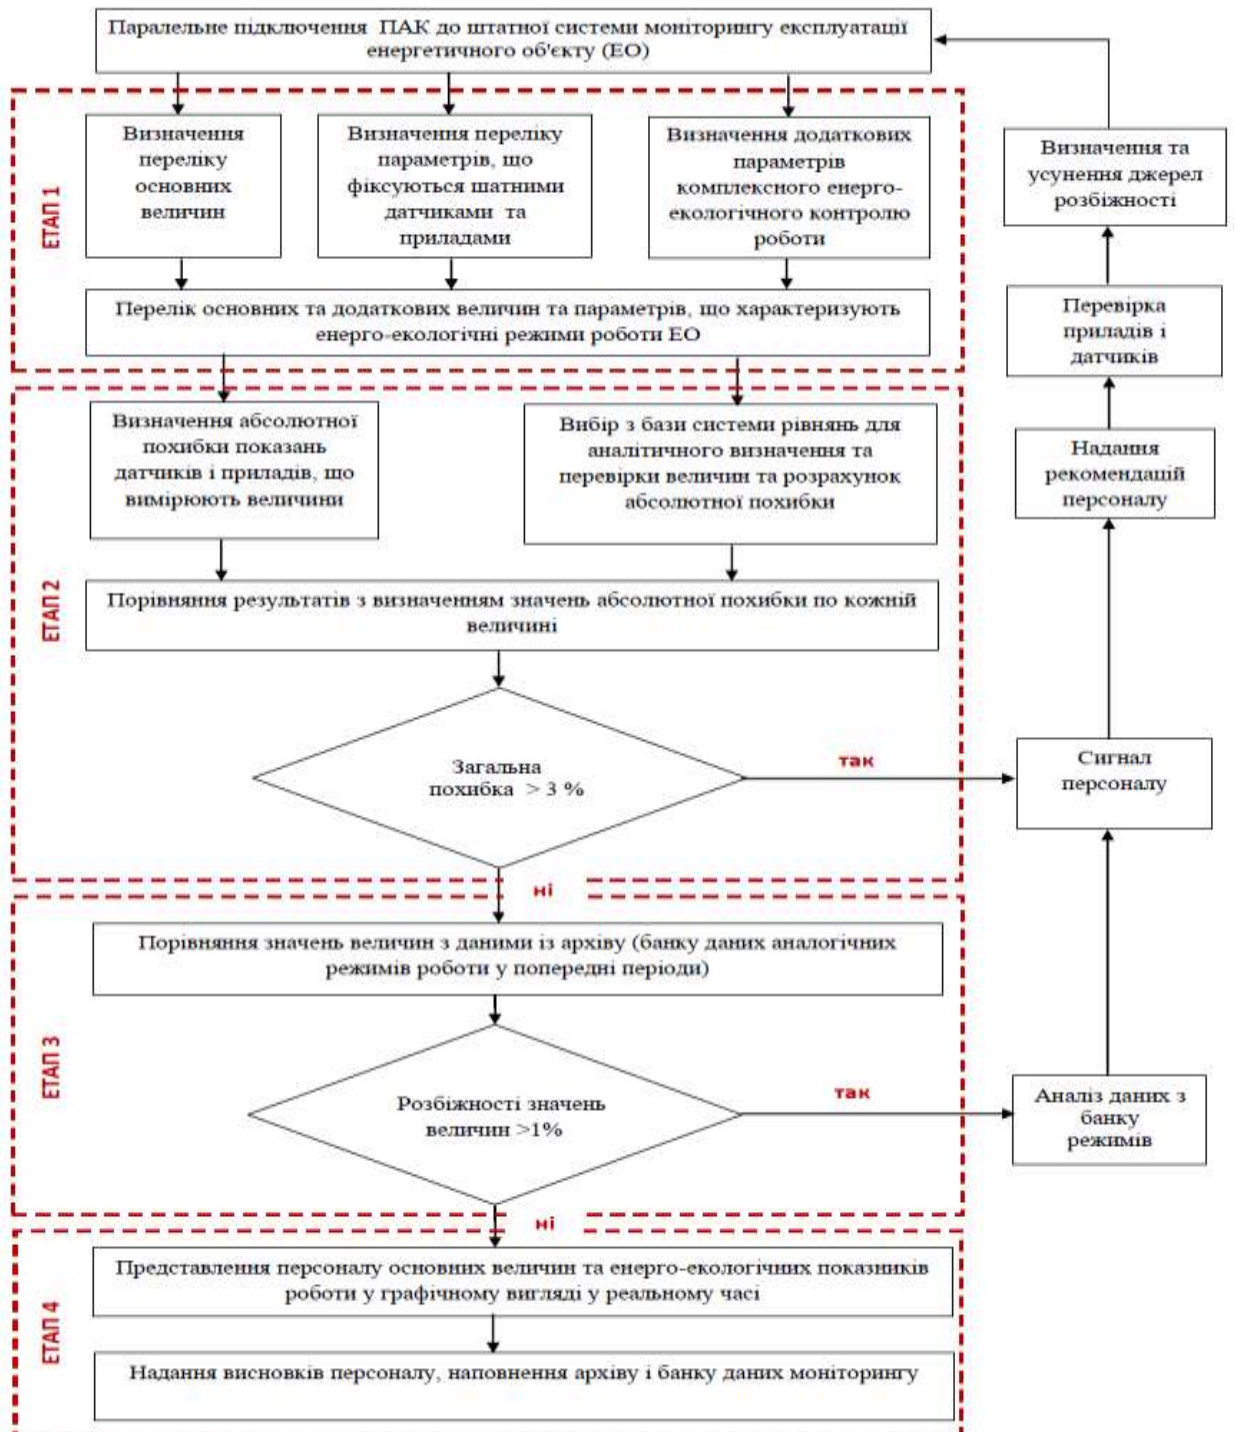 Паралельне підключення ПАК до штатної системи моніторингу експлуатації
енергетичного об'єкту (ЕО)
ЕТАП 1
Визначення
переліку
основних
величин
Визначення переліку
параметрів, що
фіксуються шатними
датчиками та
приладами
Визначення додаткових
параметрів
комплексного енерго-
екологічного контролю
роботи
Перелік основних та додаткових величин та параметрів, що характеризують
енерго-екологічні режими роботи ЕО
ЕТАП 2
Визначення абсолютної
похибки показань
датчиків і приладів, що
вимірюють величини
Вибір з бази системи рівнянь для
аналітичного визначення та
перевірки величин та розрахунок
абсолютної похибки
Порівняння результатів з визначенням значень абсолютної похибки по кожній
величині
Загальна
похибка > 3 %
так
ні
ЕТАП 3
Порівняння значень величин з даними із архіву (банку даних аналогічних
режимів роботи у попередні періоди)
Розбіжності значень
величин >1%
так
ні
ЕТАП 4
Представлення персоналу основних величин та енерго-екологічних показників
роботи у графічному вигляді у реальному часі
Надання висновків персоналу, наповнення архіву і банку даних моніторингу
Визначення та
усунення джерел
розбіжності
Перевірка
приладів і
датчиків
Надання
рекомендацій
персоналу
Сигнал
персоналу
Аналіз даних з
банку
режимів